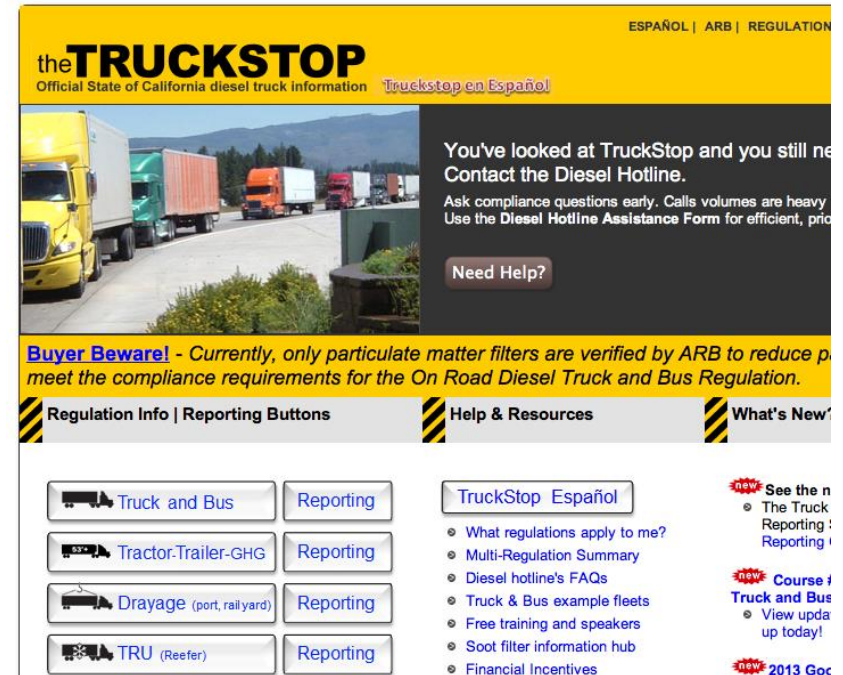 ESPAÑOL | ARB | REGULATION
theTRUCKSTOP
Official State of California diesel truck information
Truckstop en Español
You've looked at TruckStop and you still ne
Contact the Diesel Hotline.
Ask compliance questions early. Calls volumes are heavy
Use the Diesel Hotline Assistance Form for efficient, prio
Need Help?
Buyer Beware! - Currently, only particulate matter filters are verified by ARB to reduce pa
meet the compliance requirements for the On Road Diesel Truck and Bus Regulation.
Regulation Info | Reporting Buttons
Help & Resources
What's New?
Truck and Bus
Reporting
53'+
Tractor-Trailer-GHG
Reporting
Drayage (port, railyard)
Reporting
TRU (Reefer)
Reporting
TruckStop Español
What regulations apply to me?
Multi-Regulation Summary
Diesel hotline's FAQs
Truck & Bus example fleets
Free training and speakers
Soot filter information hub
Financial Incentives
new See the n
The Truck
Reporting S
Reporting
new Course #
Truck and Bus
View upda
up today!
new 2013 Goo